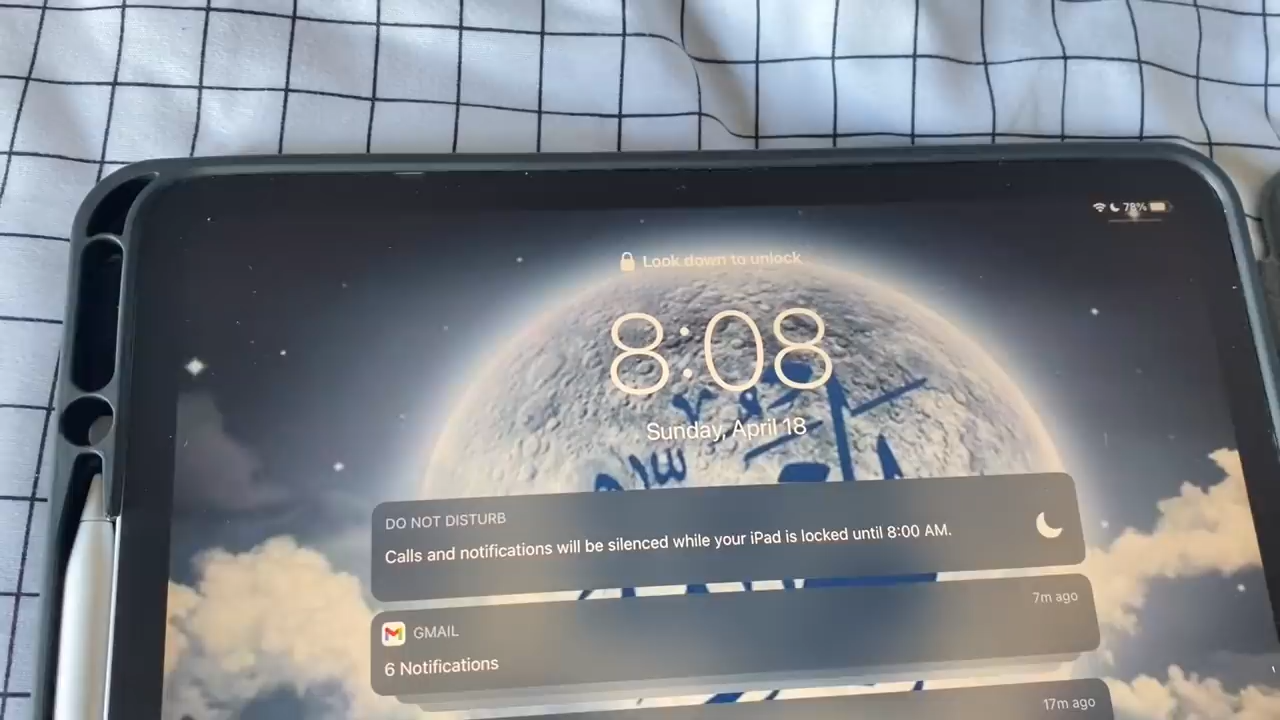 78%
Look down to unlock
8:08
Sunday, April 18
DO NOT DISTURB
Calls and notifications will be silenced while your iPad is locked until 8:00 AM.
7m ago
GMAIL
6 Notifications
17m ago